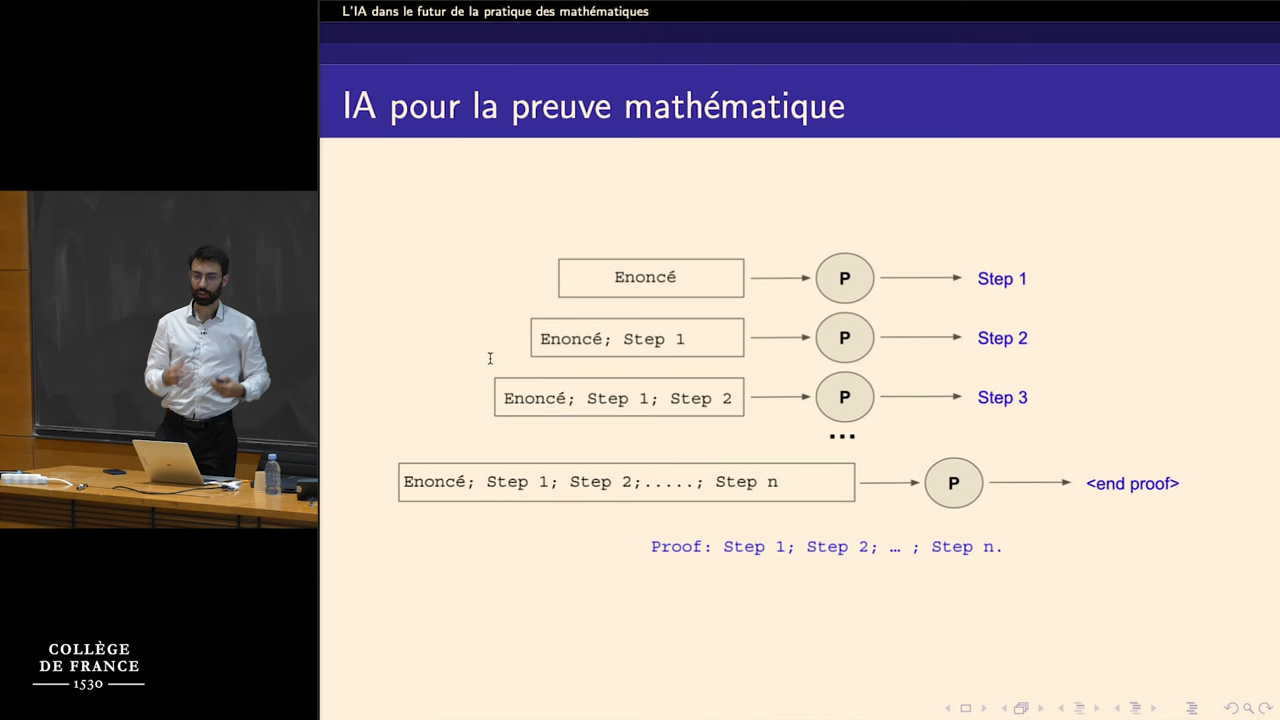 L'IA dans le futur de la pratique des mathématiques
IA pour la preuve mathématique
Enoncé P Step 1
Enoncé; Step 1 P Step 2
Enoncé; Step 1; Step 2 P Step 3
...
Enoncé; Step 1; Step 2;.....; Step n P <end proof>
Proof: Step 1; Step 2; … ; Step n.
COLLÈGE
DE FRANCE
1530